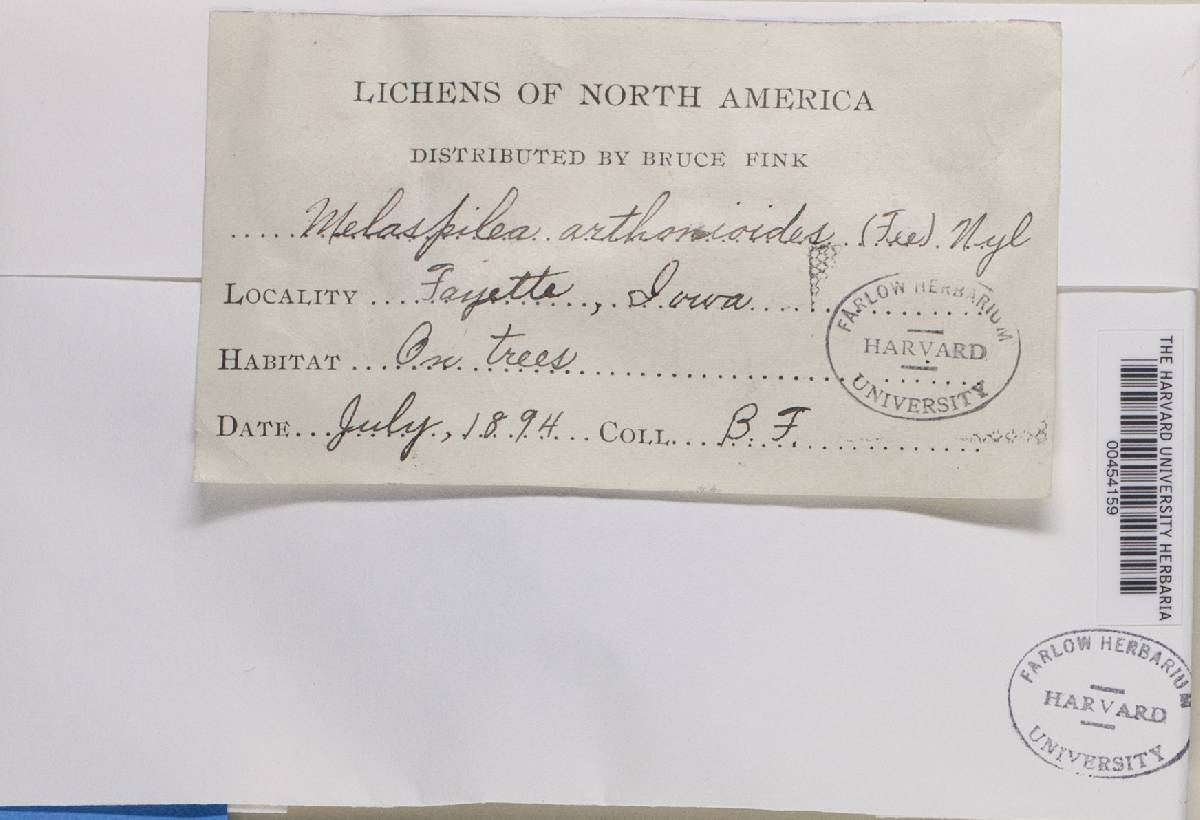 LICHENS OF NORTH AMERICA
DISTRIBUTED BY BRUCE FINK
Melaspilea arthonioides (Fee) Nyl
LOCALITY Fayette, Iowa
HABITAT On trees
DATE July, 1894 COLL. B. F.
FARLOW HERBARIUM
HARVARD
UNIVERSITY
THE HARVARD UNIVERSITY HERBARIA
00454159
FARLOW HERBARIUM
HARVARD
UNIVERSITY